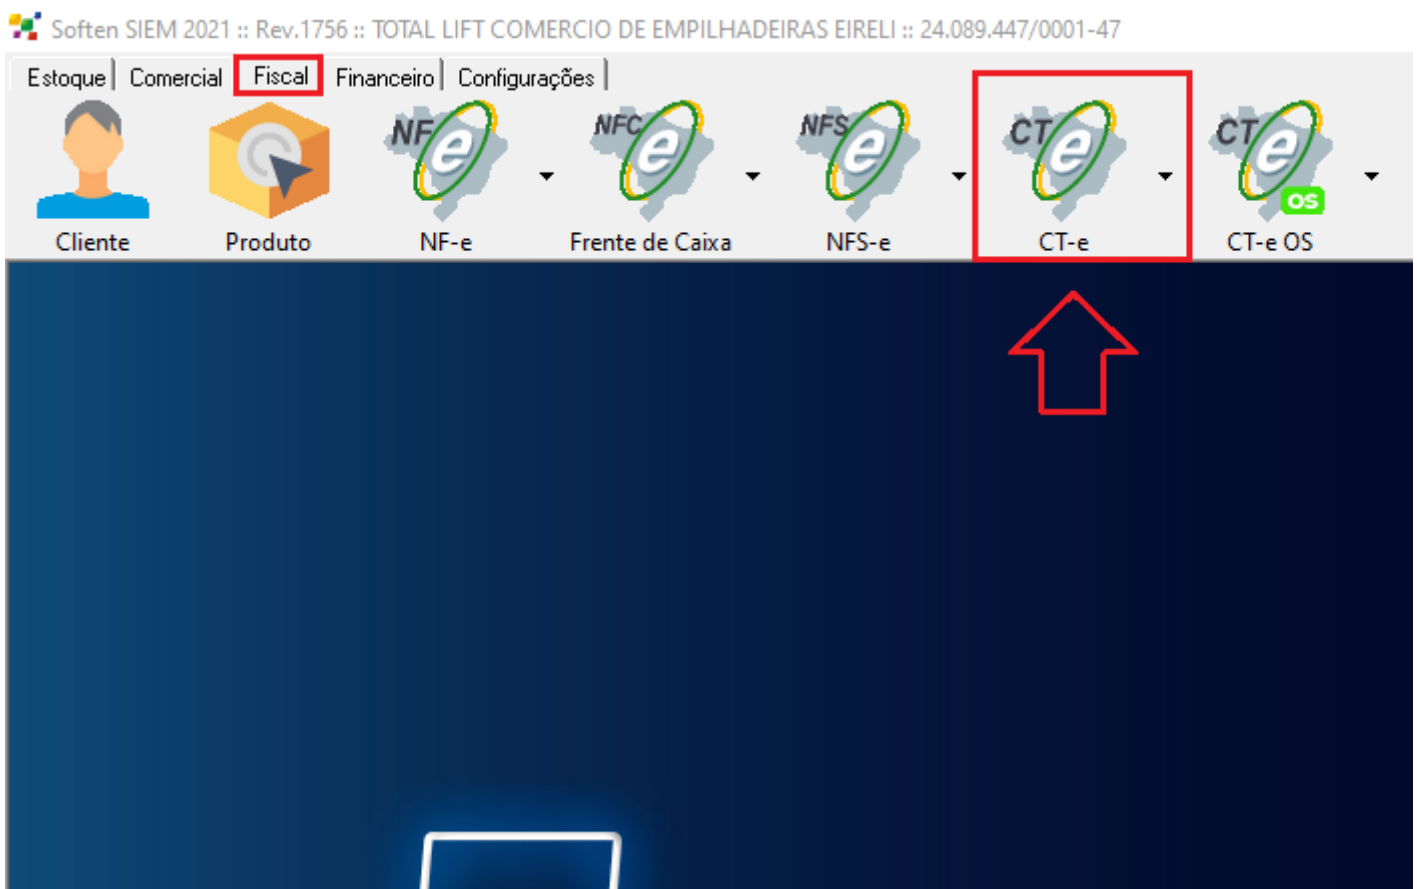 Soften SIEM 2021 :: Rev.1756 :: TOTAL LIFT COMERCIO DE EMPILHADEIRAS EIRELI :: 24.089.447/0001-47
Estoque Comercial Fiscal Financeiro Configurações
NF e NFC e NFS e CT e CT e OS
Cliente Produto NF-e Frente de Caixa NFS-e CT-e CT-e OS